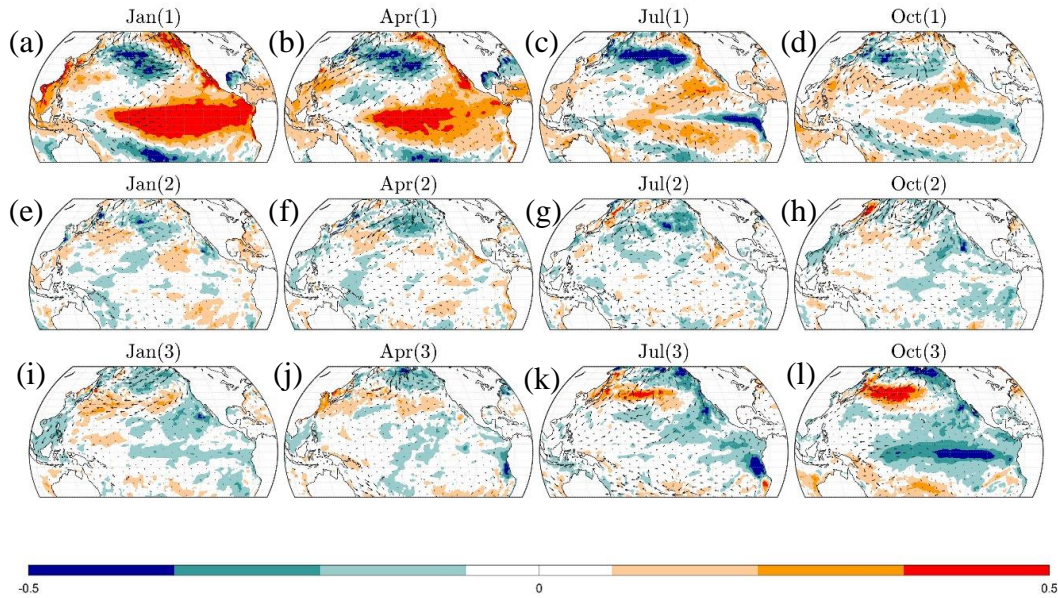 Jan(1) Apr(1) Jul(1) Oct(1)
(a) (b) (c) (d)
Jan(2) Apr(2) Jul(2) Oct(2)
(e) (f) (g) (h)
Jan(3) Apr(3) Jul(3) Oct(3)
(i) (j) (k) (l)
-0.5 0 0.5